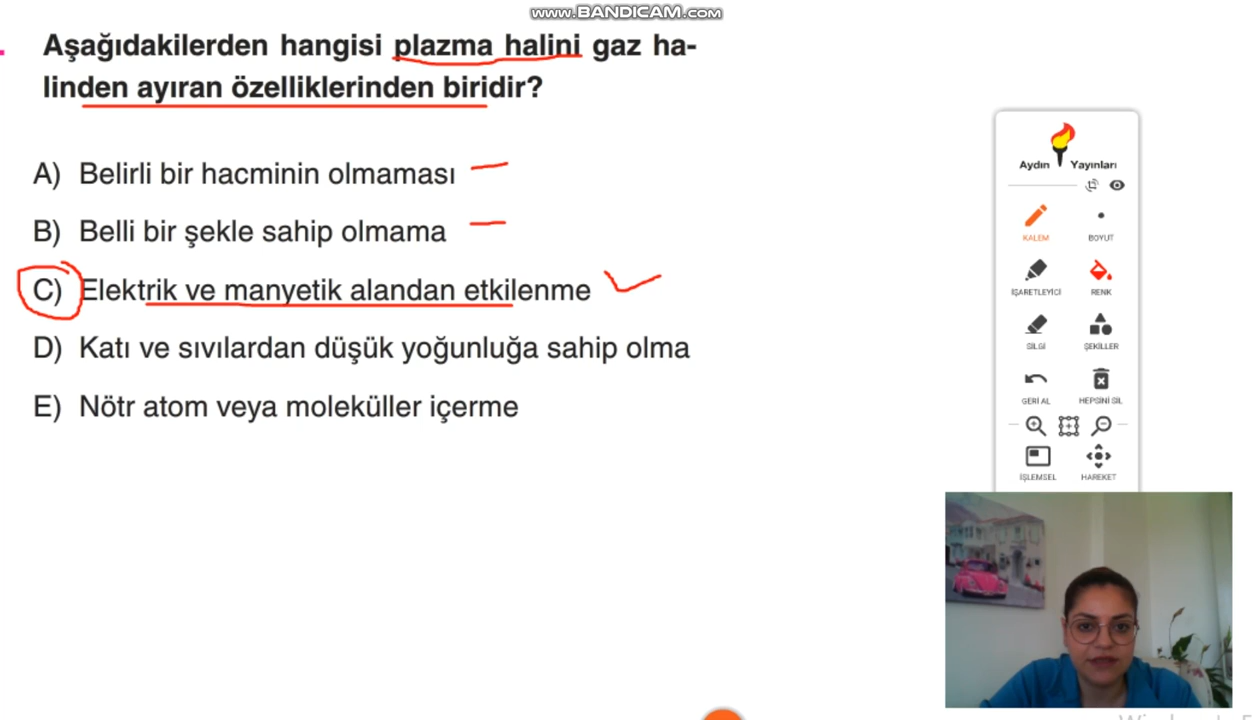 www.BANDICAM.com
Aşağıdakilerden hangisi plazma halini gaz ha-
linden ayıran özelliklerinden biridir?
A) Belirli bir hacminin olmaması
B) Belli bir şekle sahip olmama
C) Elektrik ve manyetik alandan etkilenme
D) Katı ve sıvılardan düşük yoğunluğa sahip olma
E) Nötr atom veya moleküller içerme
Aydın Yayınları
KALEM BOYUT
İŞARETLEYİCİ RENK
SİLGİ ŞEKİLLER
GERİ AL HEPSİNİ SİL
İŞLEMSEL HAREKET